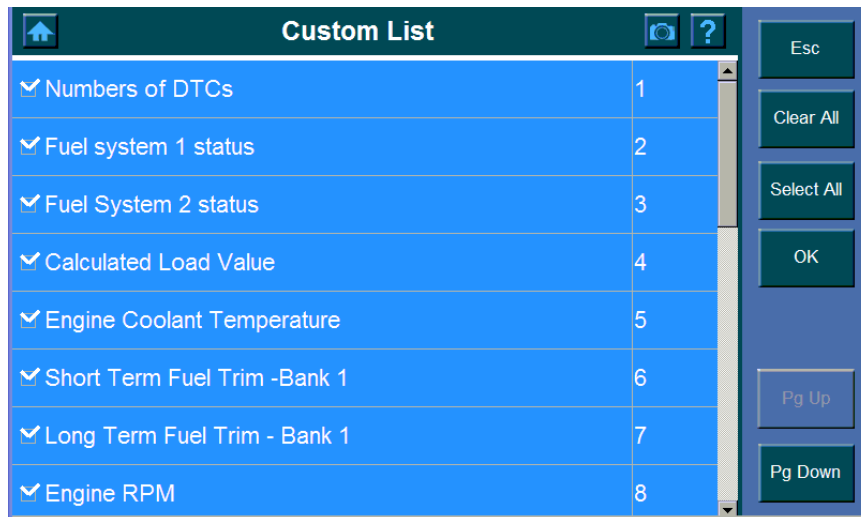 Custom List
?
Esc
Numbers of DTCs 1
Clear All
Fuel system 1 status 2
Fuel System 2 status 3
Select All
Calculated Load Value 4
OK
Engine Coolant Temperature 5
Short Term Fuel Trim -Bank 1 6
Pg Up
Long Term Fuel Trim - Bank 1 7
Pg Down
Engine RPM 8